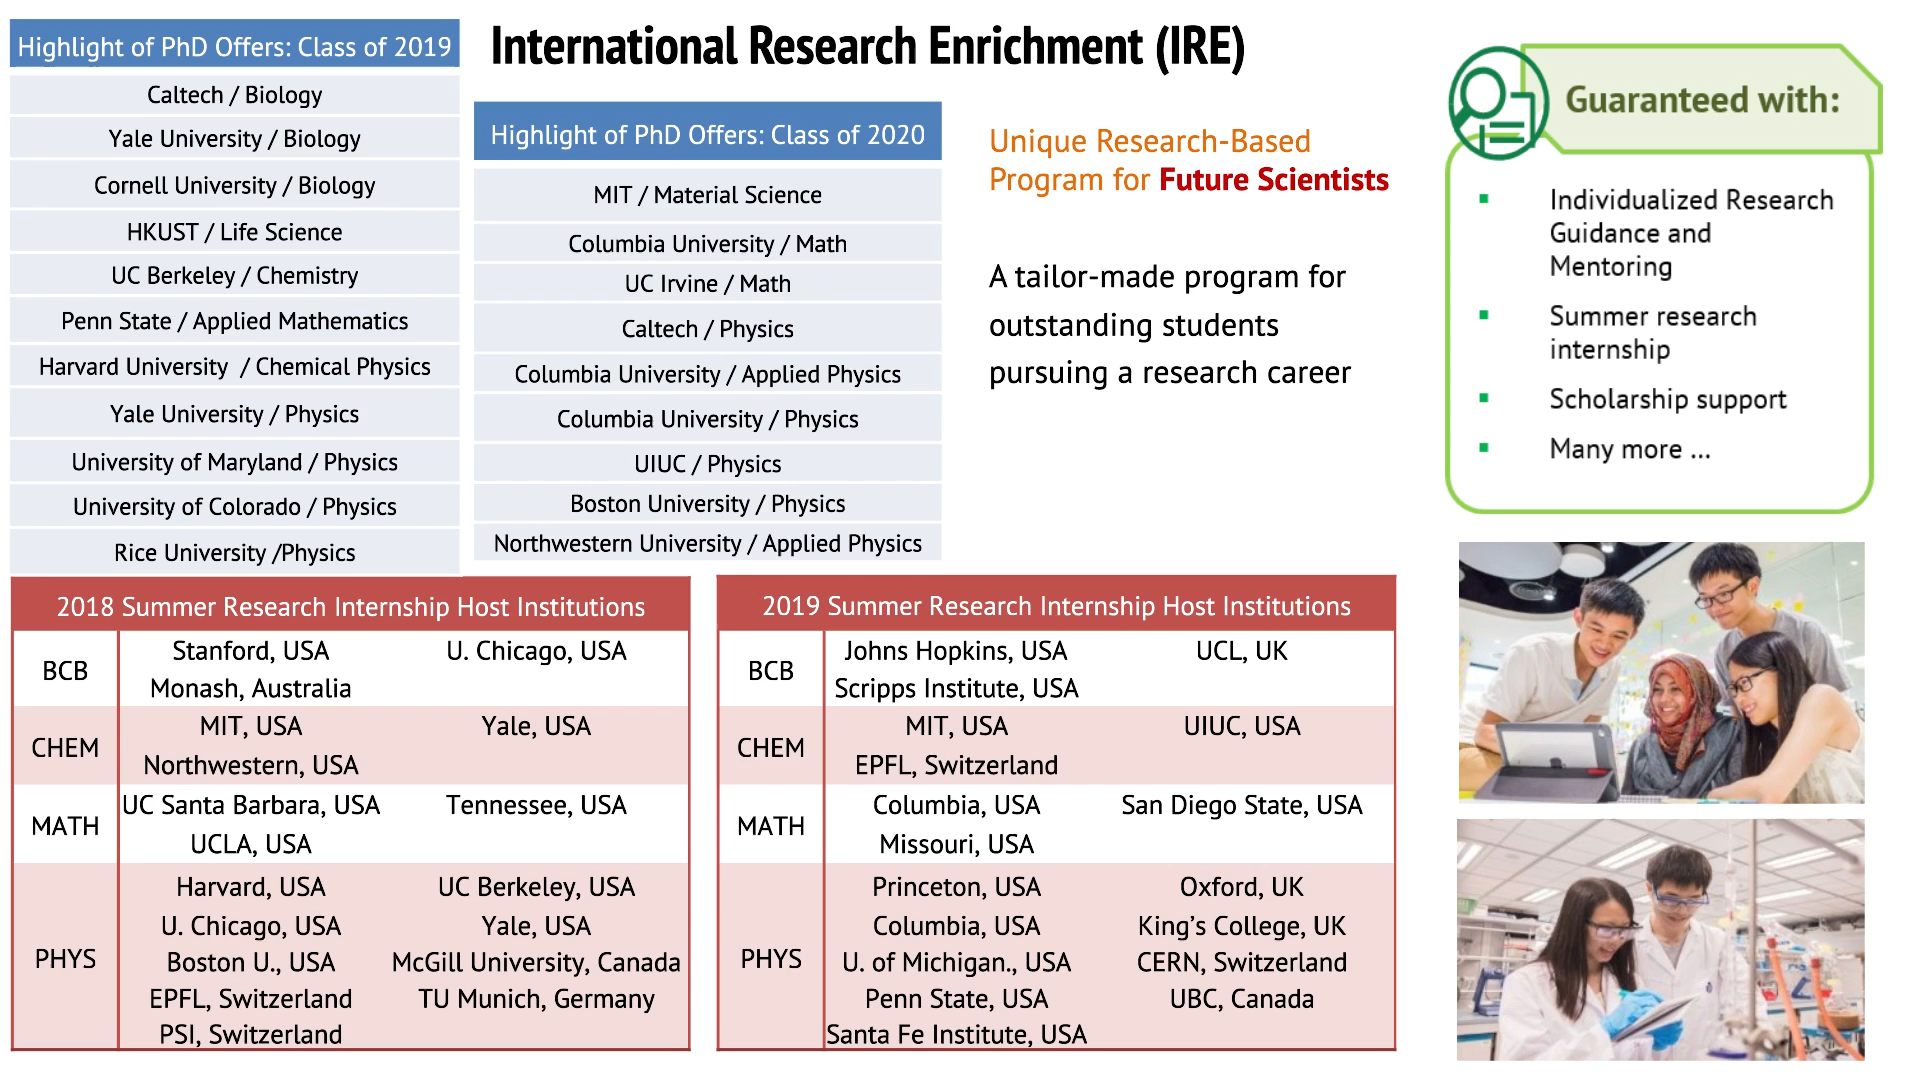 Highlight of PhD Offers: Class of 2019
Caltech / Biology
Yale University / Biology
Cornell University / Biology
HKUST / Life Science
UC Berkeley / Chemistry
Penn State / Applied Mathematics
Harvard University / Chemical Physics
Yale University / Physics
University of Maryland / Physics
University of Colorado / Physics
Rice University /Physics
International Research Enrichment (IRE)
Highlight of PhD Offers: Class of 2020
MIT / Material Science
Columbia University / Math
UC Irvine / Math
Caltech / Physics
Columbia University / Applied Physics
Columbia University / Physics
UIUC / Physics
Boston University / Physics
Northwestern University / Applied Physics
Unique Research-Based
Program for Future Scientists
A tailor-made program for
outstanding students
pursuing a research career
Guaranteed with:
Individualized Research
Guidance and
Mentoring
Summer research
internship
Scholarship support
Many more ...
2018 Summer Research Internship Host Institutions
BCB
Stanford, USA U. Chicago, USA
Monash, Australia
CHEM
MIT, USA Yale, USA
Northwestern, USA
MATH
UC Santa Barbara, USA Tennessee, USA
UCLA, USA
PHYS
Harvard, USA UC Berkeley, USA
U. Chicago, USA Yale, USA
Boston U., USA McGill University, Canada
EPFL, Switzerland TU Munich, Germany
PSI, Switzerland
2019 Summer Research Internship Host Institutions
BCB
Johns Hopkins, USA UCL, UK
Scripps Institute, USA
CHEM
MIT, USA UIUC, USA
EPFL, Switzerland
MATH
Columbia, USA San Diego State, USA
Missouri, USA
PHYS
Princeton, USA Oxford, UK
Columbia, USA King's College, UK
U. of Michigan., USA CERN, Switzerland
Penn State, USA UBC, Canada
Santa Fe Institute, USA